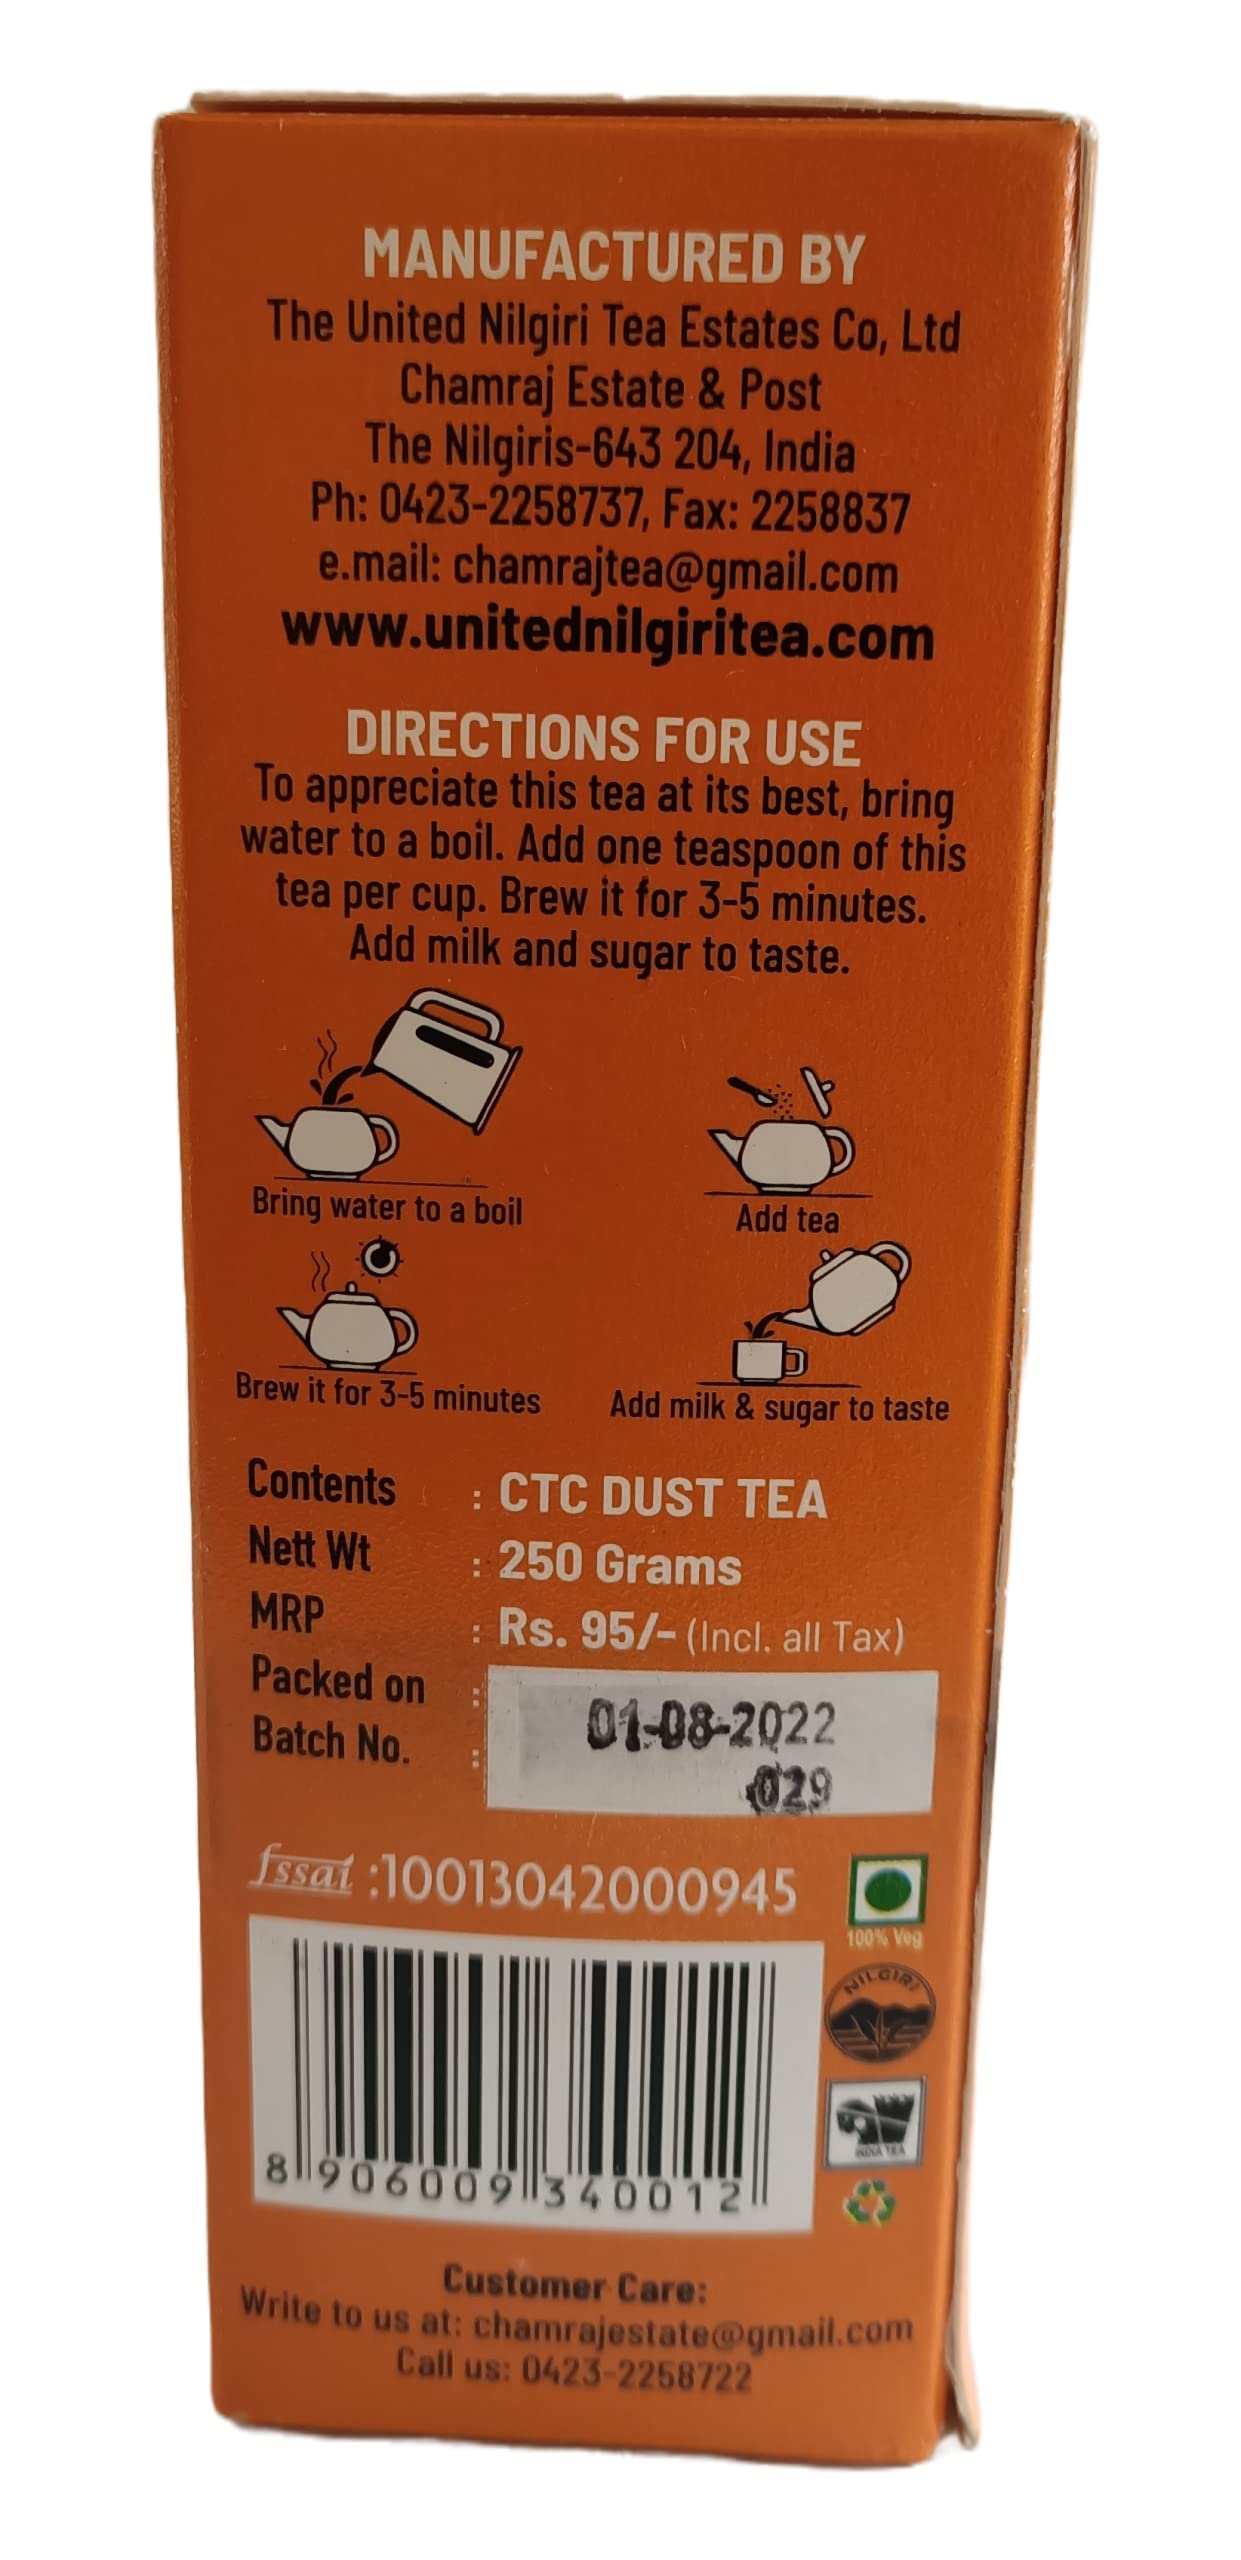 MANUFACTURED BY
The United Nilgiri Tea Estates Co, Ltd
Chamraj Estate & Post
The Nilgiris-643 204, India
Ph: 0423-2258737, Fax: 2258837
e.mail: chamrajtea@gmail.com
www.unitednilgiritea.com
DIRECTIONS FOR USE
To appreciate this tea at its best, bring
water to a boil. Add one teaspoon of this
tea per cup. Brew it for 3-5 minutes.
Add milk and sugar to taste.
Bring water to a boil
Add tea
Brew it for 3-5 minutes
Add milk & sugar to taste
Contents : CTC DUST TEA
Nett Wt : 250 Grams
MRP : Rs. 95/- (Incl. all Tax)
Packed on : 01-08-2022
Batch No. : 029
fssai :10013042000945
100% Veg
NILGIRI
INDIA TEA
8 906009 340012
Customer Care:
Write to us at: chamrajestate@gmail.com
Call us: 0423-2258722